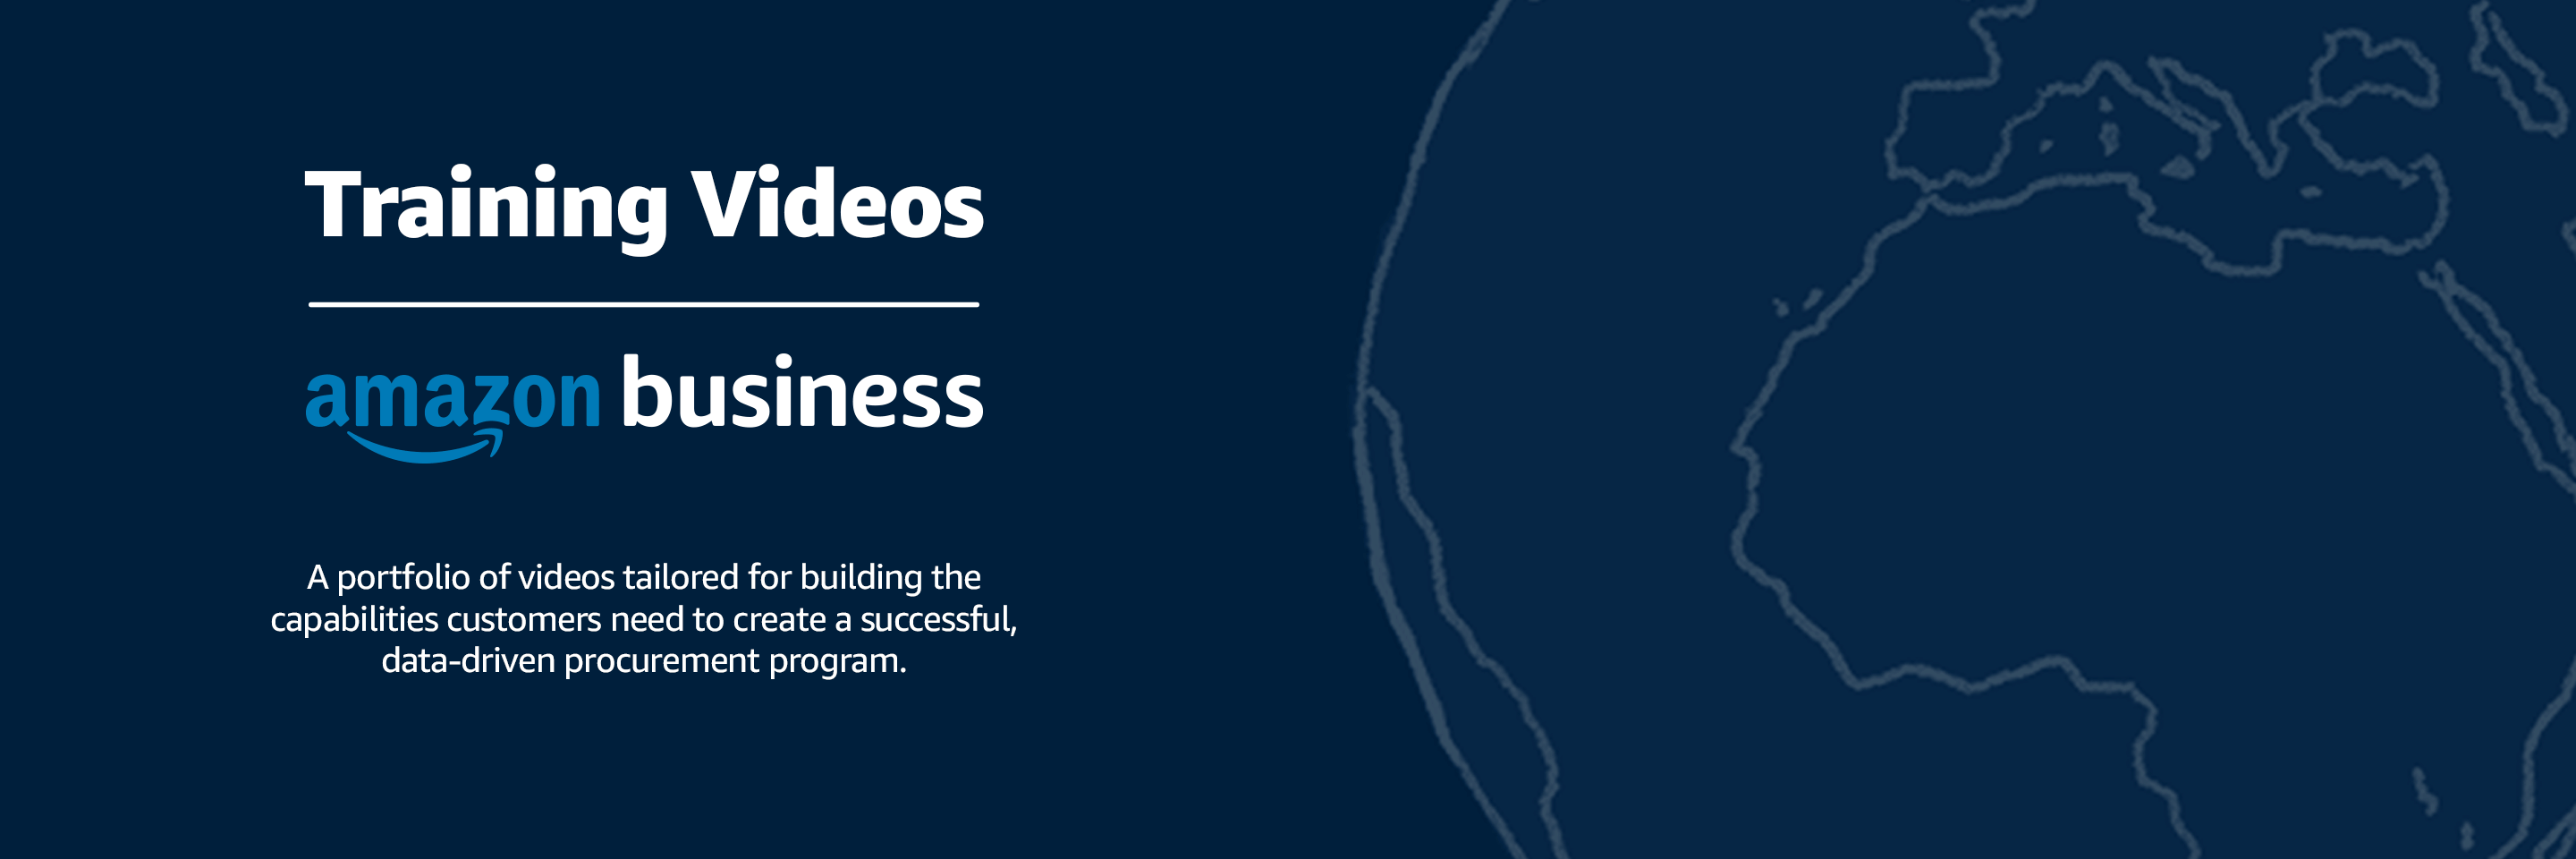 Training Videos
amazon business
A portfolio of videos tailored for building the
capabilities customers need to create a successful,
data-driven procurement program.